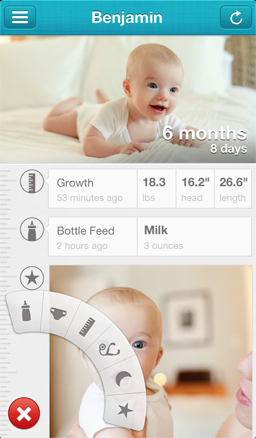 Benjamin
6 months
8 days
Growth 18.3 16.2" 26.6"
53 minutes ago lbs head length
Bottle Feed Milk
2 hours ago 3 ounces